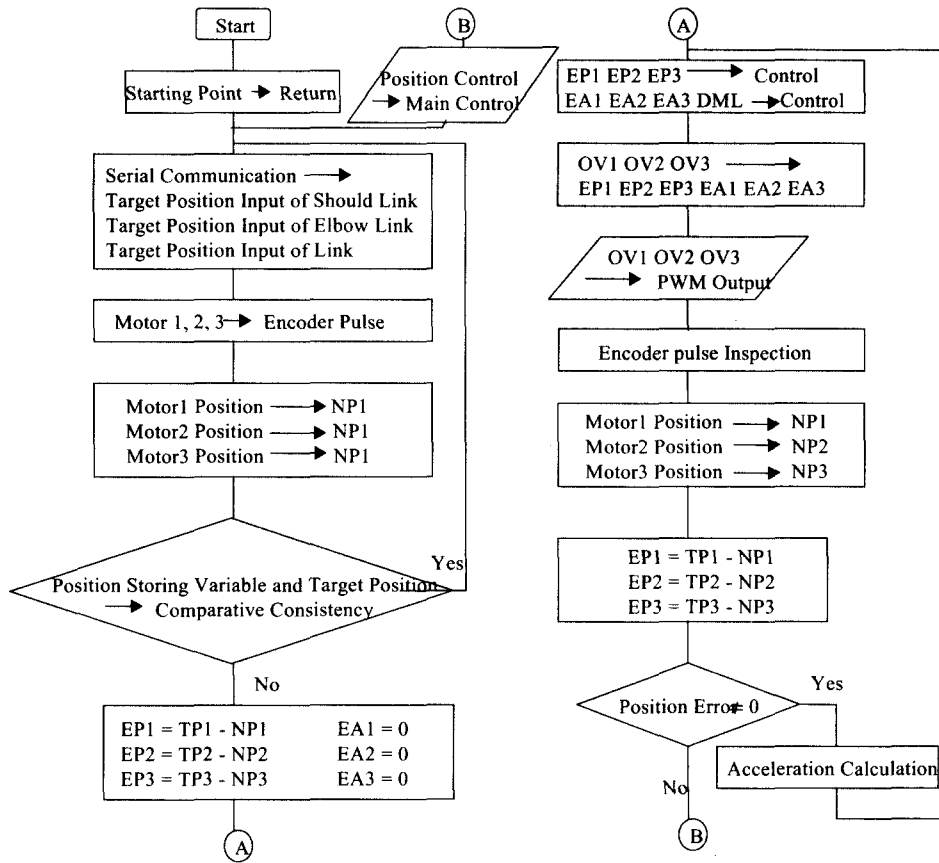 Start
Starting Point → Return
Serial Communication →
Target Position Input of Should Link
Target Position Input of Elbow Link
Target Position Input of Link
Motor 1, 2, 3 → Encoder Pulse
Motor1 Position → NP1
Motor2 Position → NP1
Motor3 Position → NP1
Yes
Position Storing Variable and Target Position
→ Comparative Consistency
No
EP1 = TP1 - NP1 EA1 = 0
EP2 = TP2 - NP2 EA2 = 0
EP3 = TP3 - NP3 EA3 = 0
A
B
Position Control
→ Main Control
A
EP1 EP2 EP3 → Control
EA1 EA2 EA3 DML → Control
OV1 OV2 OV3 →
EP1 EP2 EP3 EA1 EA2 EA3
OV1 OV2 OV3
→ PWM Output
Encoder pulse Inspection
Motor1 Position → NP1
Motor2 Position → NP2
Motor3 Position → NP3
EP1 = TP1 - NP1
EP2 = TP2 - NP2
EP3 = TP3 - NP3
Position Error ≠ 0
Yes
Acceleration Calculation
No
B